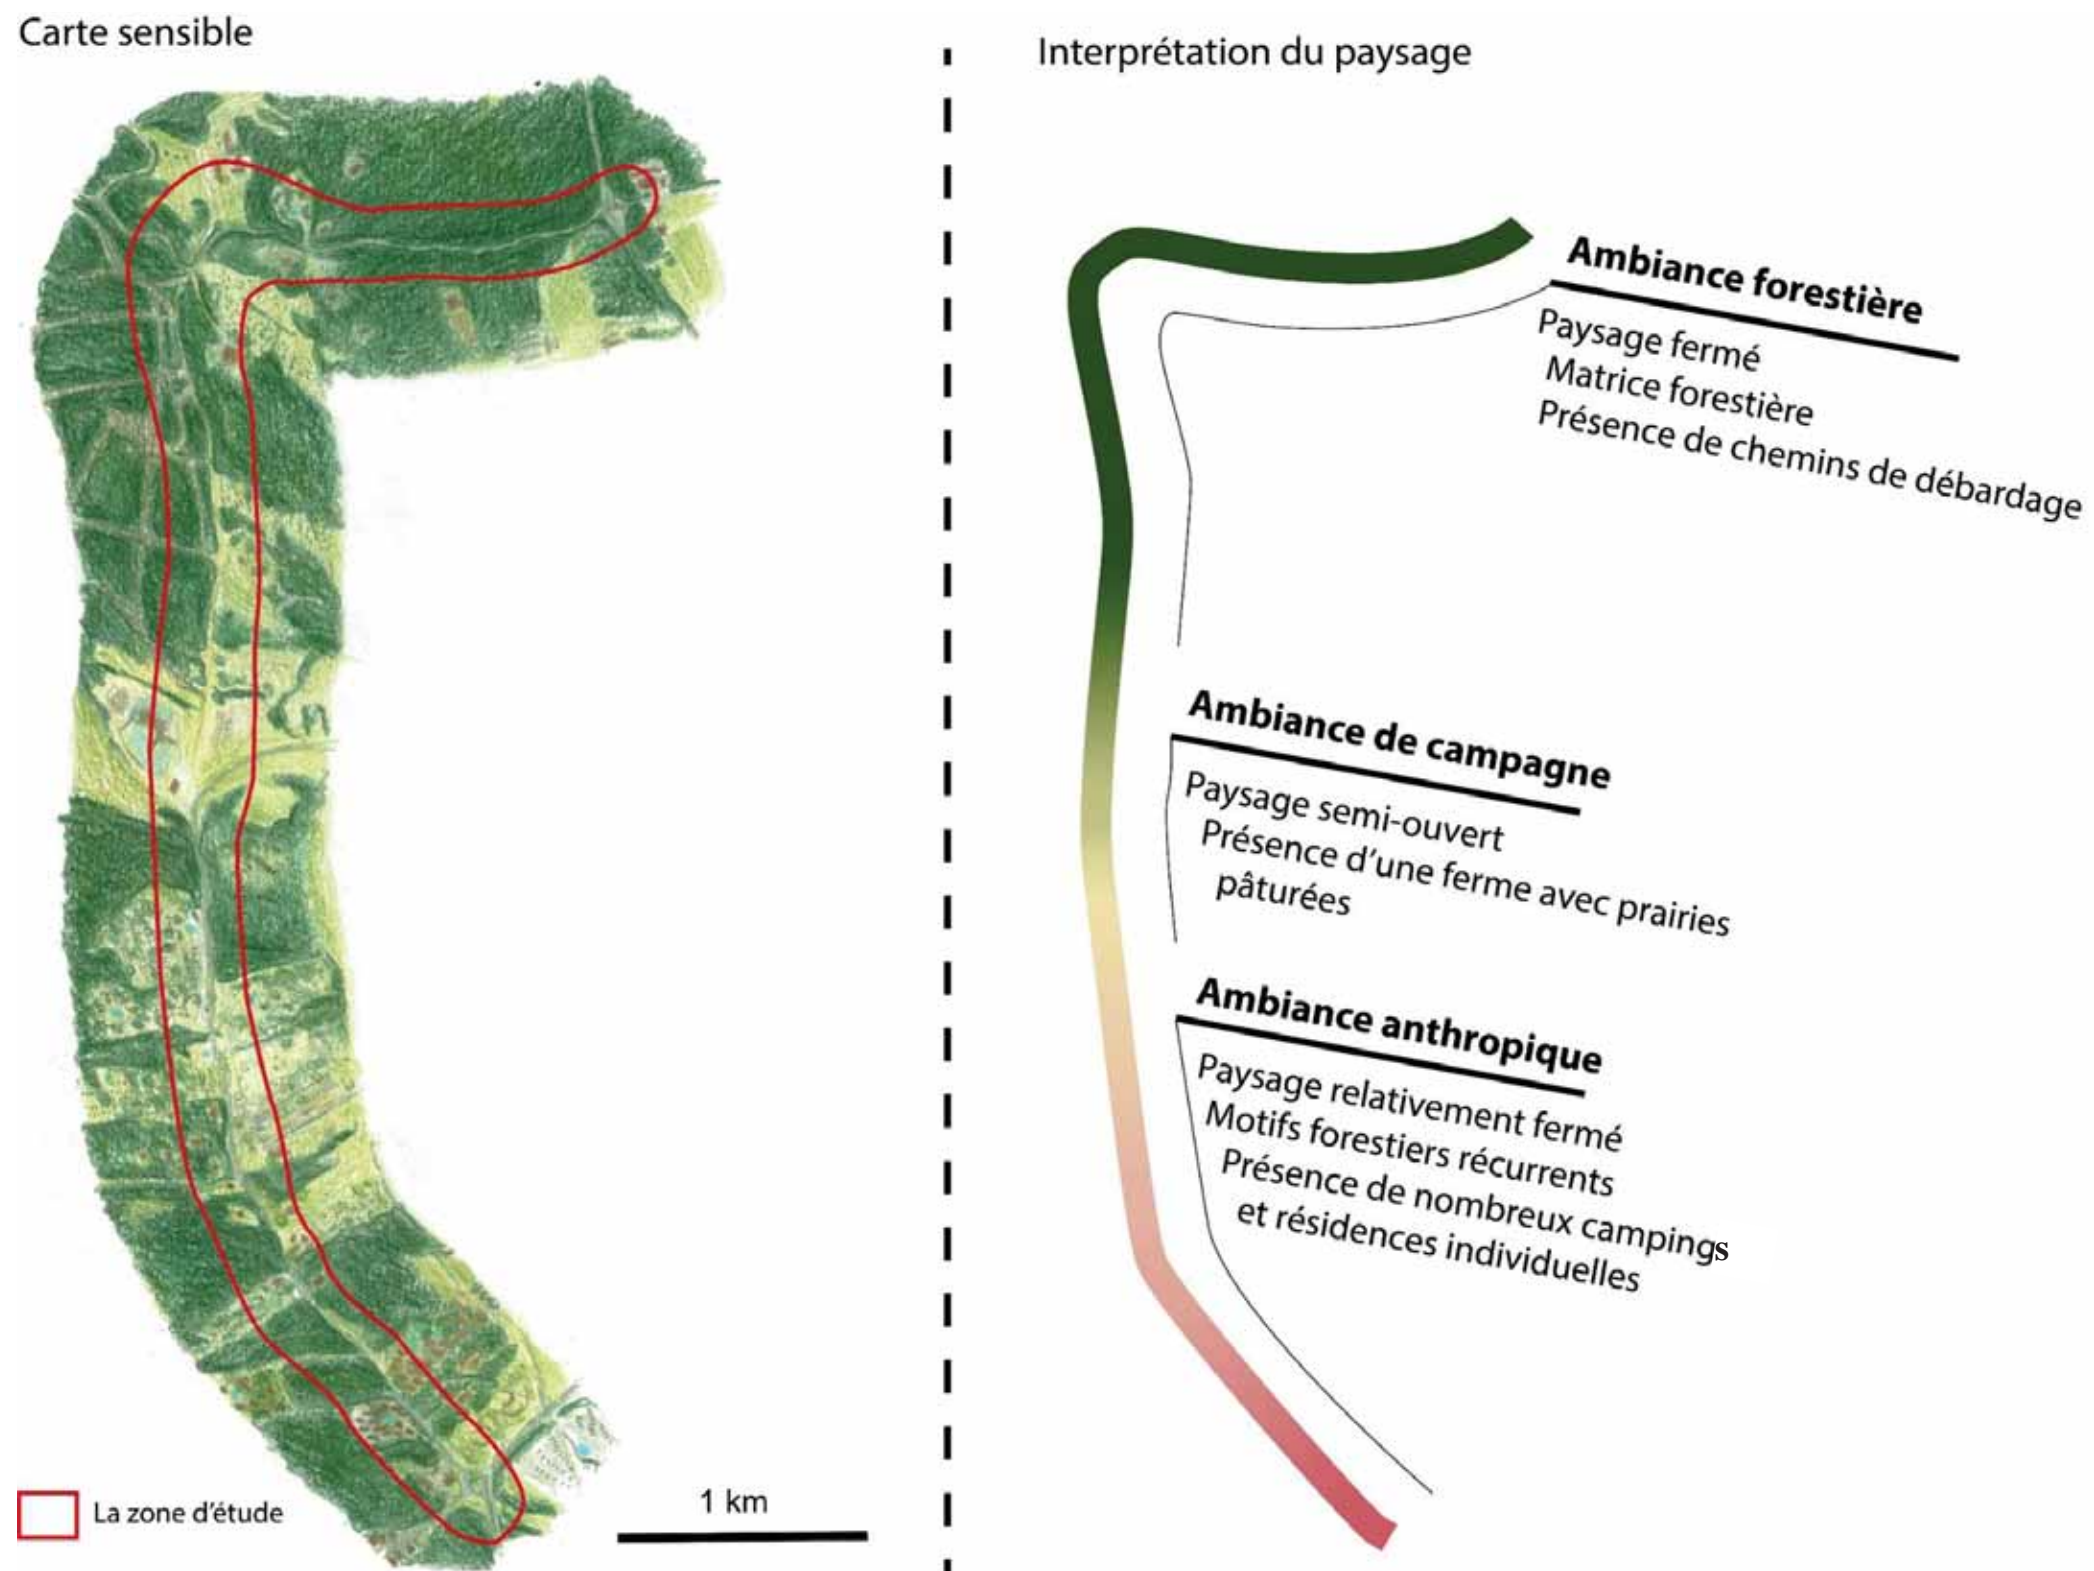 Carte sensible
La zone d'étude
1 km
Interprétation du paysage
Ambiance forestière
Paysage fermé
Matrice forestière
Présence de chemins de débardage
Ambiance de campagne
Paysage semi-ouvert
Présence d'une ferme avec prairies
pâturées
Ambiance anthropique
Paysage relativement fermé
Motifs forestiers récurrents
Présence de nombreux campings
et résidences individuelles